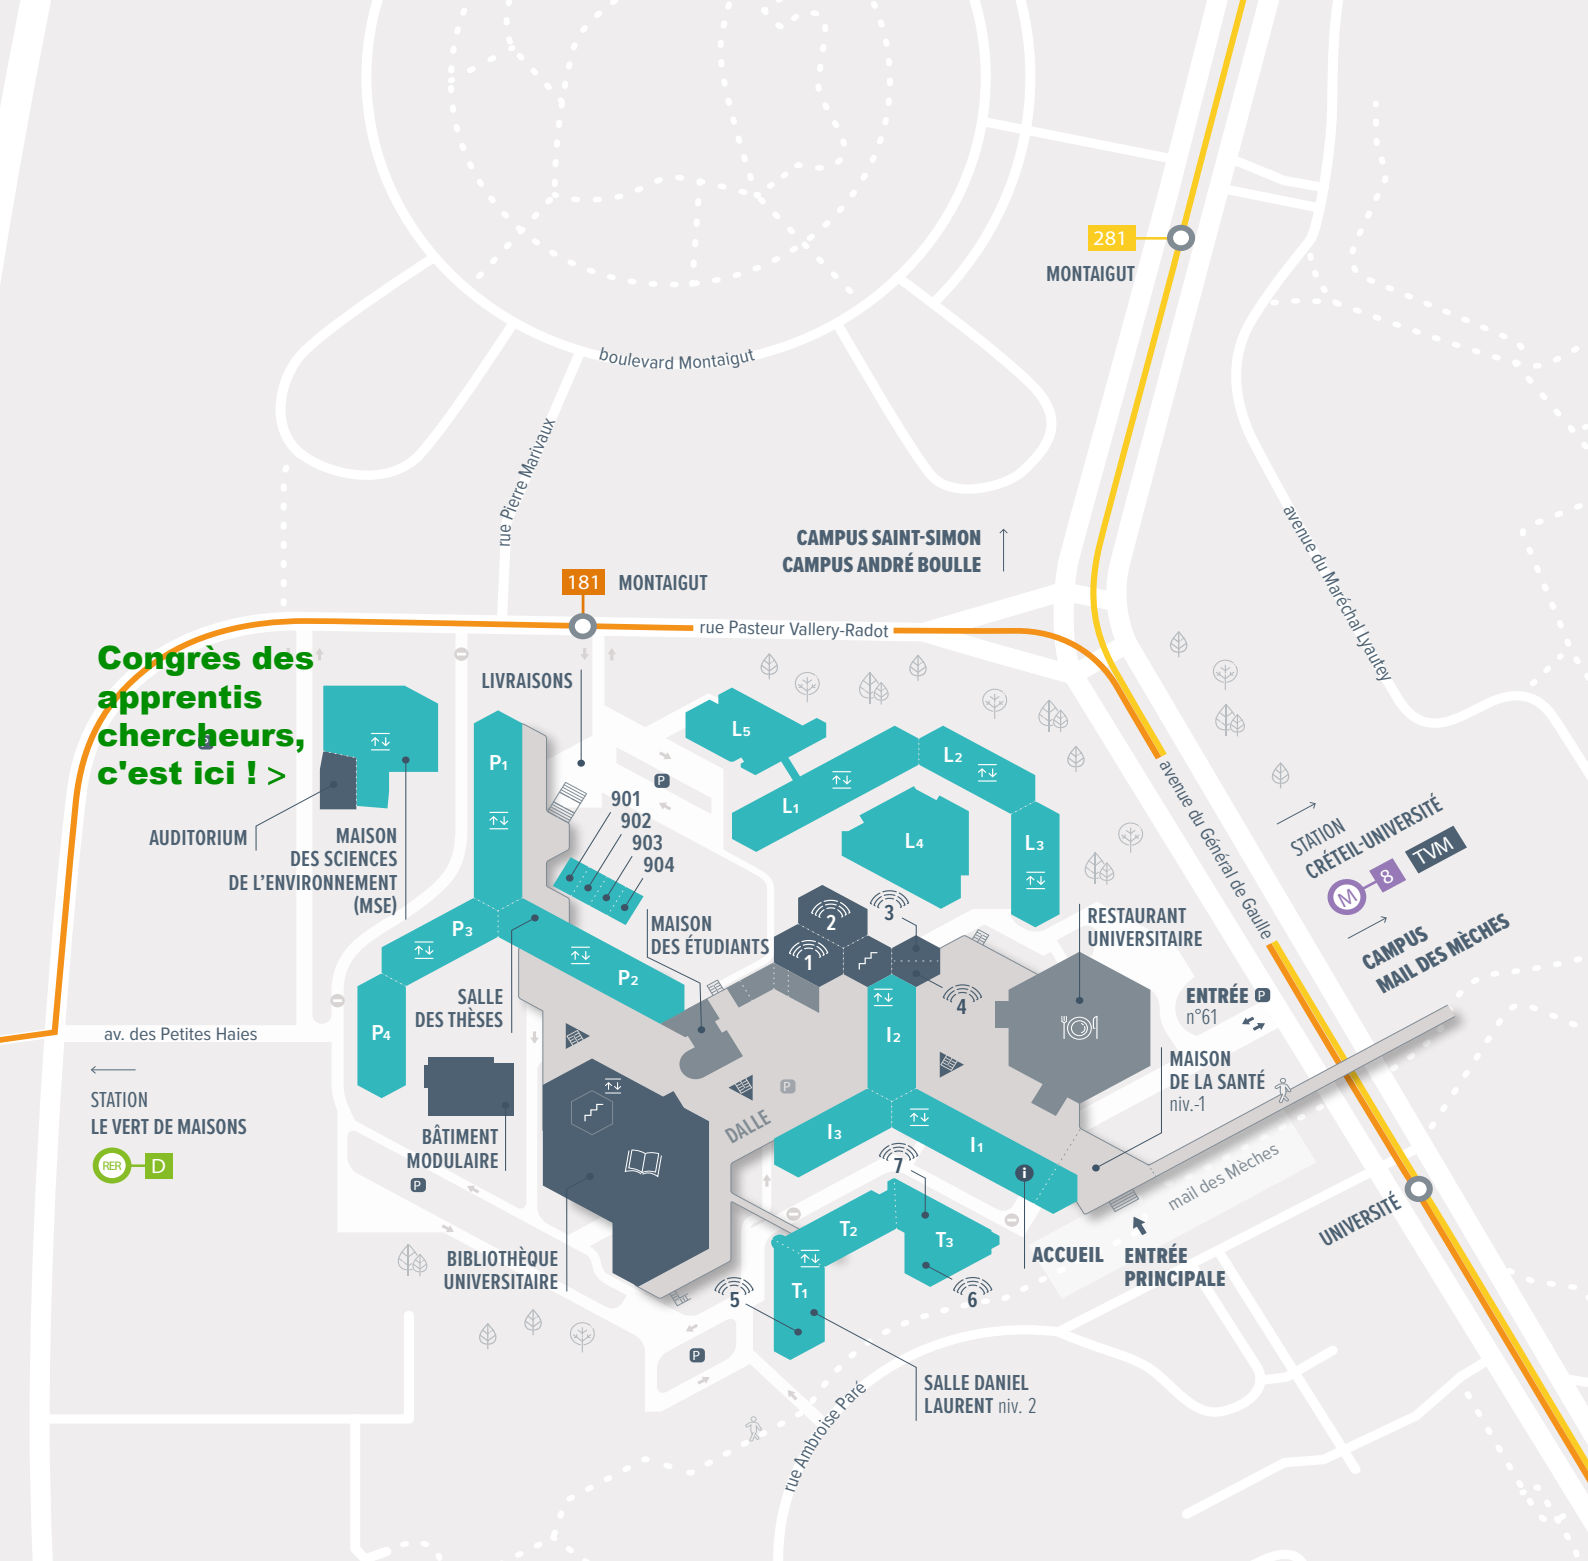 281
MONTAIGUT
boulevard Montaigut
rue Pierre Marivaux
avenue du Maréchal Lyautey
CAMPUS SAINT-SIMON
CAMPUS ANDRÉ BOULLE
181 MONTAIGUT
rue Pasteur Vallery-Radot
Congrès des
apprentis
chercheurs,
c'est ici ! >
P
LIVRAISONS
AUDITORIUM
MAISON
DES SCIENCES
DE L'ENVIRONNEMENT
(MSE)
P1
P
901
902
903
904
L5
L2
L1
L4
L3
avenue du Général de Gaulle
STATION
CRÉTEIL-UNIVERSITÉ
M 8 TVM
CAMPUS
MAIL DES MÈCHES
P3
P2
P4
SALLE
DES THÈSES
MAISON
DES ÉTUDIANTS
2
3
1
4
I2
RESTAURANT
UNIVERSITAIRE
ENTRÉE P
n°61
MAISON
DE LA SANTÉ
niv.-1
av. des Petites Haies
STATION
LE VERT DE MAISONS
RER D
BÂTIMENT
MODULAIRE
P
P
DALLE
I3
I1
7
i
mail des Mèches
UNIVERSITÉ
BIBLIOTHÈQUE
UNIVERSITAIRE
T2
T3
T1
5
6
ACCUEIL
ENTRÉE
PRINCIPALE
P
SALLE DANIEL
LAURENT niv. 2
rue Ambroise Paré